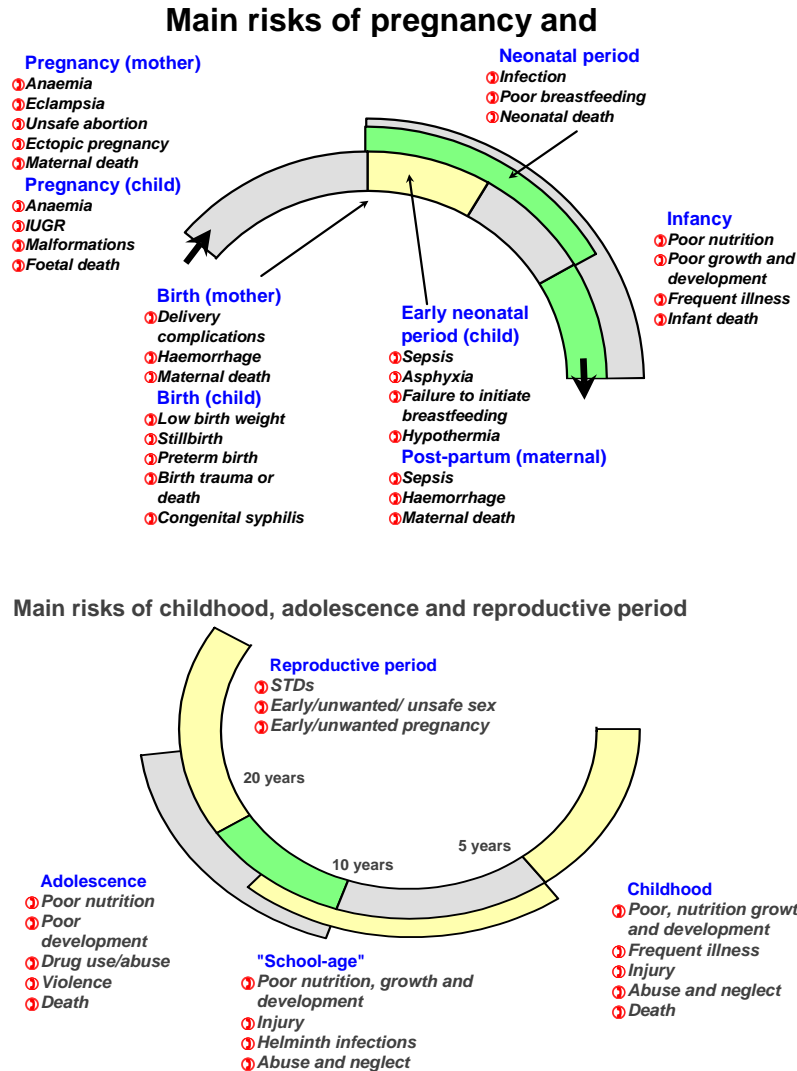 Main risks of pregnancy and
Pregnancy (mother)
Anaemia
Eclampsia
Unsafe abortion
Ectopic pregnancy
Maternal death
Pregnancy (child)
Anaemia
IUGR
Malformations
Foetal death
Neonatal period
Infection
Poor breastfeeding
Neonatal death
Infancy
Poor nutrition
Poor growth and
development
Frequent illness
Infant death
Birth (mother)
Delivery
complications
Haemorrhage
Maternal death
Birth (child)
Low birth weight
Stillbirth
Preterm birth
Birth trauma or
death
Congenital syphilis
Early neonatal
period (child)
Sepsis
Asphyxia
Failure to initiate
breastfeeding
Hypothermia
Post-partum (maternal)
Sepsis
Haemorrhage
Maternal death
Main risks of childhood, adolescence and reproductive period
Reproductive period
STDs
Early/unwanted/ unsafe sex
Early/unwanted pregnancy
20 years
10 years
5 years
Adolescence
Poor nutrition
Poor
development
Drug use/abuse
Violence
Death
"School-age"
Poor nutrition, growth and
development
Injury
Helminth infections
Abuse and neglect
Childhood
Poor, nutrition growt
and development
Frequent illness
Injury
Abuse and neglect
Death